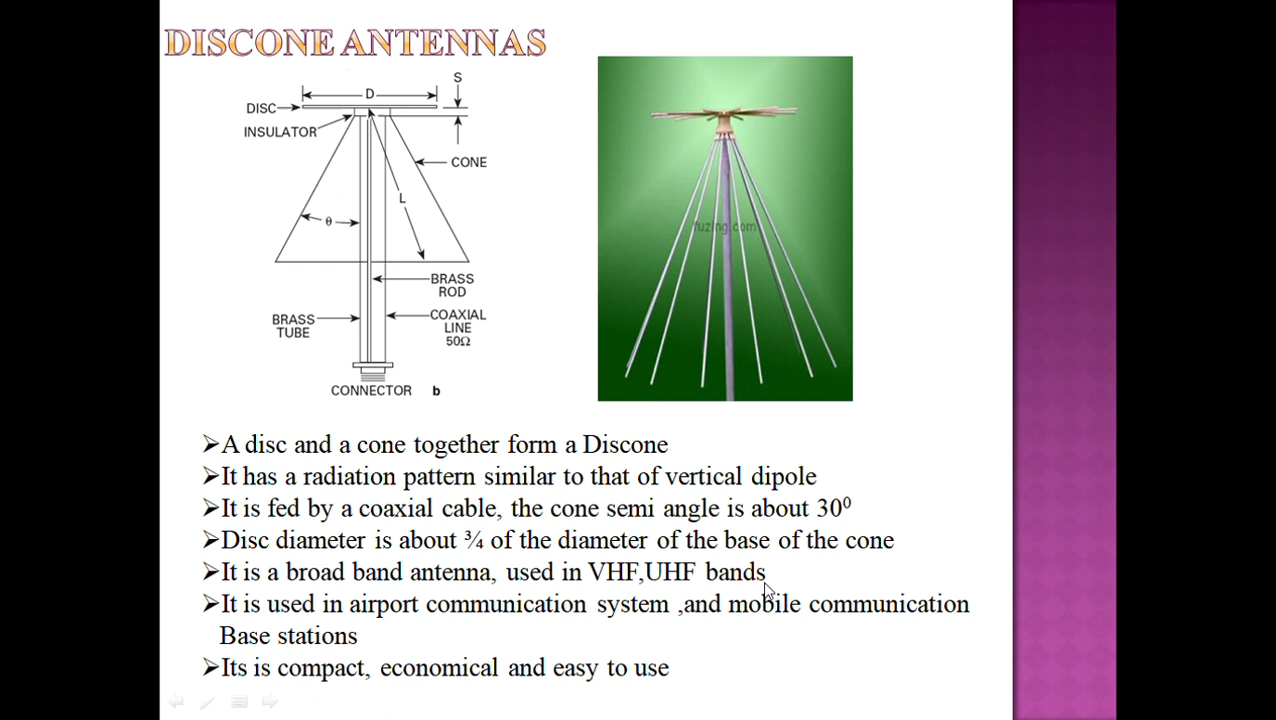 DISCONE ANTENNAS
S
D
DISC
INSULATOR
CONE
L
θ
BRASS
ROD
BRASS
TUBE
COAXIAL
LINE
50Ω
CONNECTOR b
fuzing.com
➢A disc and a cone together form a Discone
➢It has a radiation pattern similar to that of vertical dipole
➢It is fed by a coaxial cable, the cone semi angle is about 30⁰
➢Disc diameter is about ¾ of the diameter of the base of the cone
➢It is a broad band antenna, used in VHF,UHF bands
➢It is used in airport communication system ,and mobile communication
Base stations
➢Its is compact, economical and easy to use